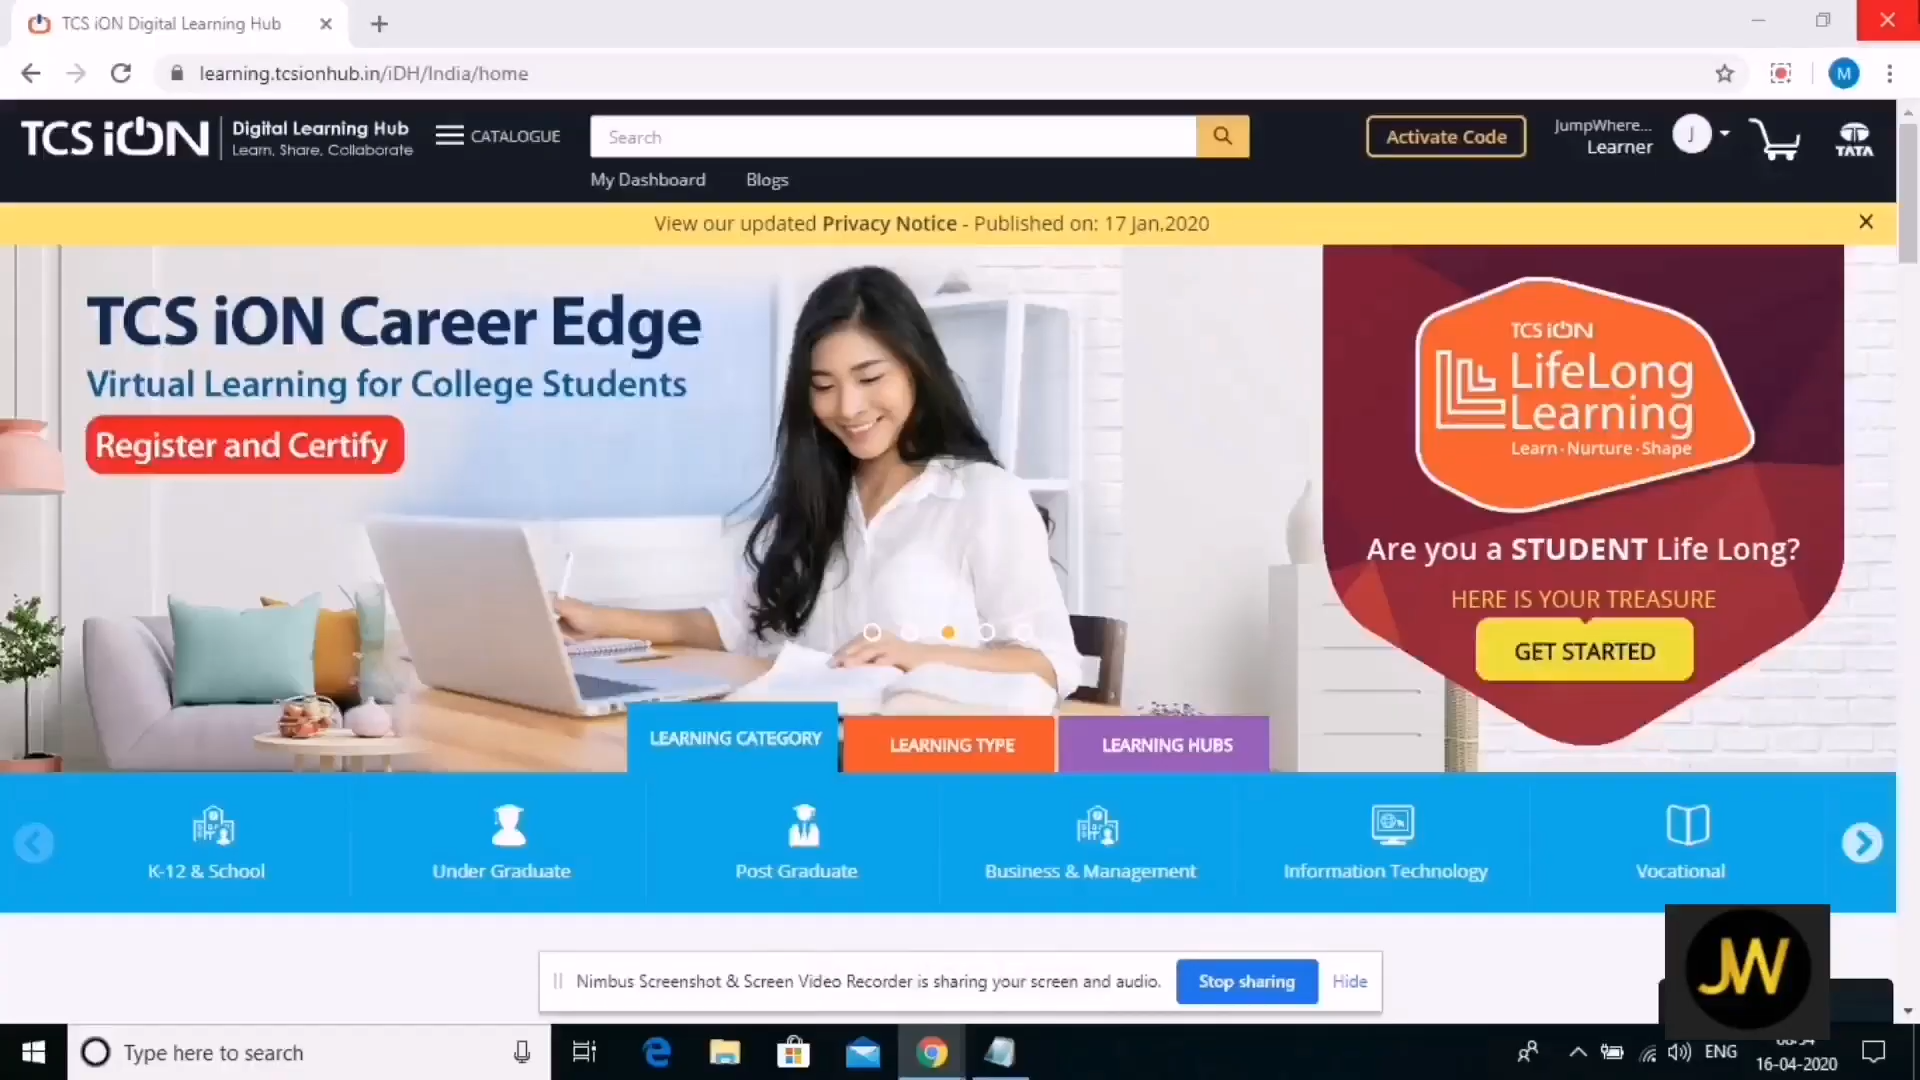 TCS iON Digital Learning Hub
learning.tcsionhub.in/iDH/India/home
M
TCS iON
Digital Learning Hub
Learn, Share, Collaborate
CATALOGUE
Search
Activate Code
JumpWhere...
Learner
J
TATA
My Dashboard
Blogs
View our updated Privacy Notice - Published on: 17 Jan,2020
TCS iON Career Edge
Virtual Learning for College Students
Register and Certify
TCS iON
LifeLong
Learning
Learn · Nurture · Shape
Are you a STUDENT Life Long?
HERE IS YOUR TREASURE
GET STARTED
LEARNING CATEGORY
LEARNING TYPE
LEARNING HUBS
K-12 & School
Under Graduate
Post Graduate
Business & Management
Information Technology
Vocational
Nimbus Screenshot & Screen Video Recorder is sharing your screen and audio.
Stop sharing
Hide
JW
Type here to search
ENG
16-04-2020